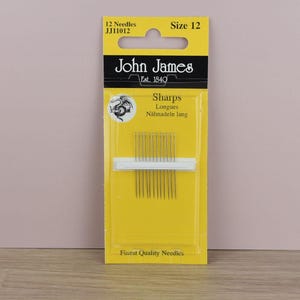 12 Needles Size 12
JJ11012
John James
Est. 1840
Sharps
Longues
Nähnadeln lang
Finest Quality Needles